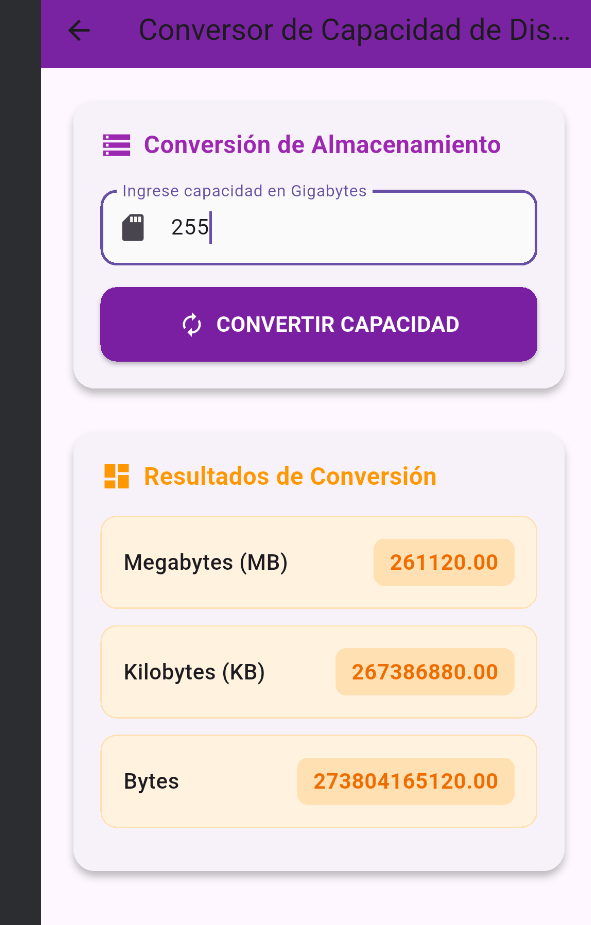 Conversor de Capacidad de Dis...
Conversión de Almacenamiento
Ingrese capacidad en Gigabytes
255
CONVERTIR CAPACIDAD
Resultados de Conversión
Megabytes (MB) 261120.00
Kilobytes (KB) 267386880.00
Bytes 273804165120.00